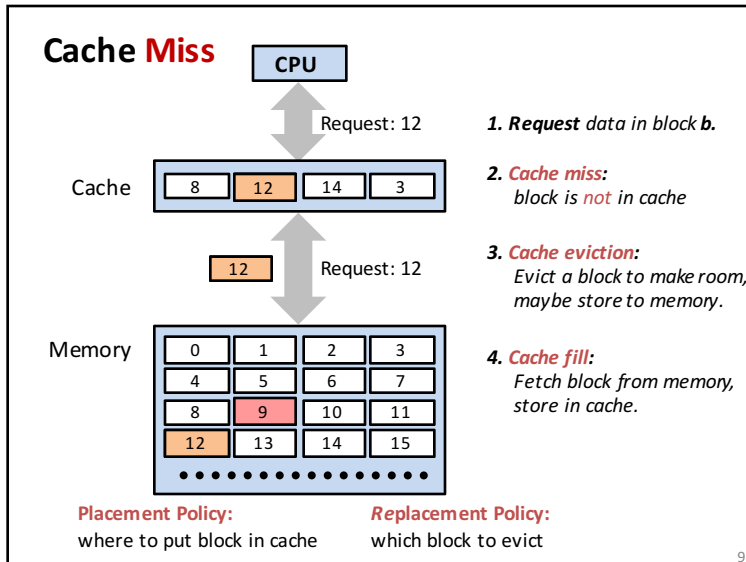 Cache Miss
CPU
Request: 12
Cache
8 12 14 3
12
Request: 12
Memory
0 1 2 3
4 5 6 7
8 9 10 11
12 13 14 15
1. Request data in block b.
2. Cache miss:
block is not in cache
3. Cache eviction:
Evict a block to make room,
maybe store to memory.
4. Cache fill:
Fetch block from memory,
store in cache.
Placement Policy:
where to put block in cache
Replacement Policy:
which block to evict
9